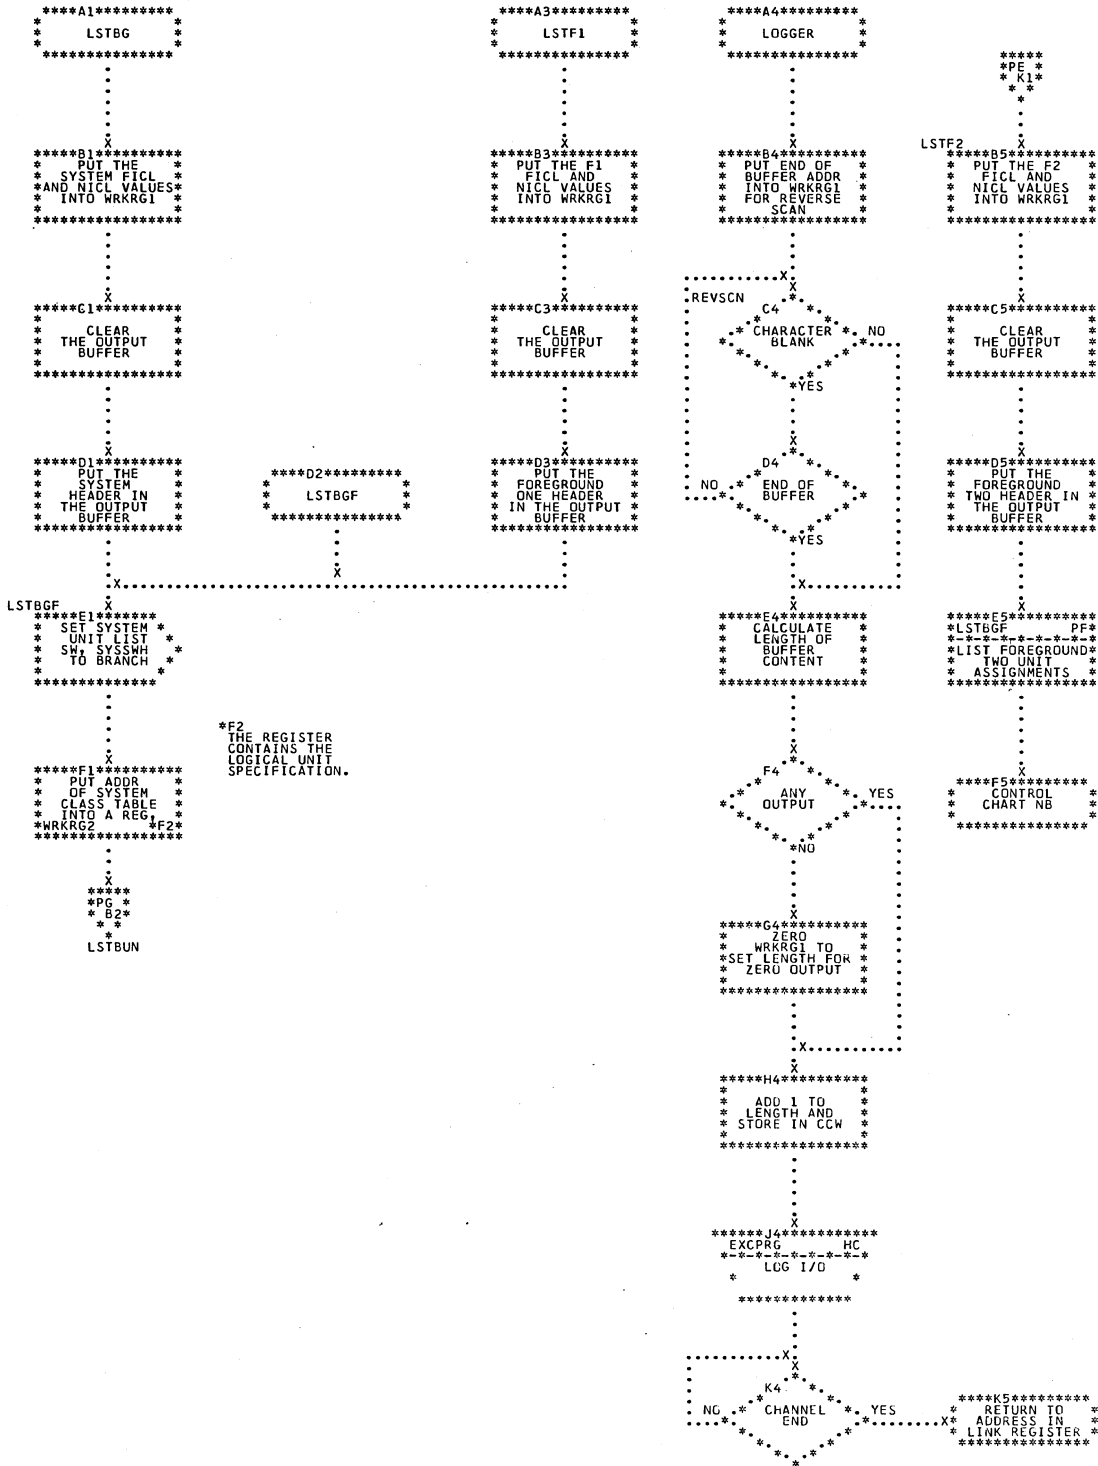 ****A1*********
LSTBG
****A3*********
LSTF1
****A4*********
LOGGER
*PE *
* K1*
*****B1**********
PUT THE
SYSTEM FICL
*AND NICL VALUES*
INTO WRKRG1
*****B3**********
PUT THE F1
FICL AND
NICL VALUES
INTO WRKRG1
*****B4**********
PUT END OF
BUFFER ADDR
INTO WRKRG1
FOR REVERSE
SCAN
LSTF2
*****B5**********
PUT THE F2
FICL AND
NICL VALUES
INTO WRKRG1
*****C1**********
CLEAR
THE OUTPUT
BUFFER
*****C3**********
CLEAR
THE OUTPUT
BUFFER
REVSCN
C4
CHARACTER
BLANK
NO
*YES
*****C5**********
CLEAR
THE OUTPUT
BUFFER
*****D1**********
PUT THE
SYSTEM
HEADER IN
THE OUTPUT
BUFFER
****D2*********
LSTBGF
*****D3**********
PUT THE
FOREGROUND
ONE HEADER
IN THE OUTPUT
BUFFER
D4
END OF
BUFFER
NO
*YES
*****D5**********
PUT THE
FOREGROUND
TWO HEADER IN
THE OUTPUT
BUFFER
LSTBGF
*****E1*******
SET SYSTEM
UNIT LIST
SW, SYSSWH
TO BRANCH
*****E4**********
CALCULATE
LENGTH OF
BUFFER
CONTENT
*****E5**********
*LSTBGF PF*
*-*-*-*-*-*-*-*-*
*LIST FOREGROUND*
TWO UNIT
ASSIGNMENTS
*****F1**********
PUT ADDR
OF SYSTEM
CLASS TABLE
INTO A REG,
*WRKRG2 *F2*
*F2
THE REGISTER
CONTAINS THE
LOGICAL UNIT
SPECIFICATION.
F4
ANY
OUTPUT
YES
*NO
****F5*********
CONTROL
CHART NB
*PG *
* B2*
LSTBUN
*****G4**********
ZERO
WRKRG1 TO
*SET LENGTH FOR
ZERO OUTPUT
*****H4**********
ADD 1 TO
LENGTH AND
STORE IN CCW
******J4***********
EXCPRG HC
*-*-*-*-*-*-*-*-*
LOG I/O
K4
CHANNEL
END
NO
YES
****K5*********
RETURN TO
ADDRESS IN
LINK REGISTER